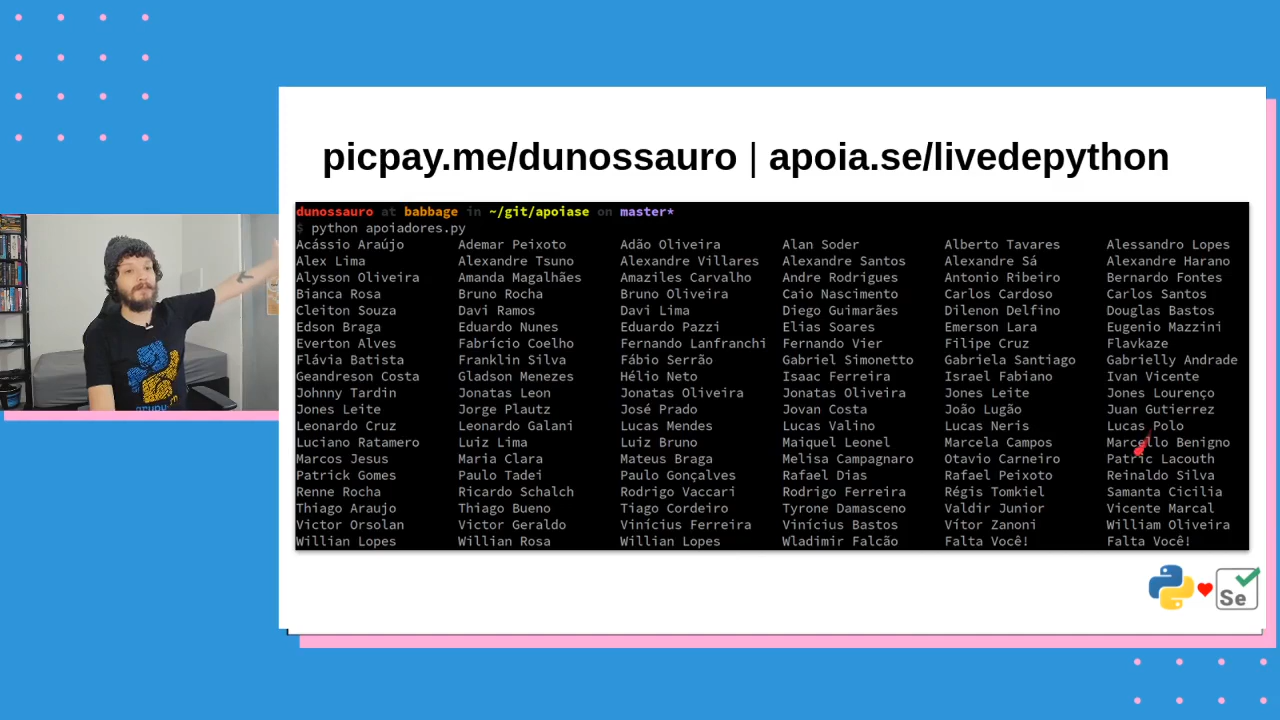 picpay.me/dunossauro | apoia.se/livedepython
dunossauro at babbage in ~/git/apoiase on master*
$ python apoiadores.py
Acássio Araújo Ademar Peixoto Adão Oliveira Alan Soder Alberto Tavares Alessandro Lopes
Alex Lima Alexandre Tsuno Alexandre Villares Alexandre Santos Alexandre Sá Alexandre Harano
Alysson Oliveira Amanda Magalhães Amaziles Carvalho Andre Rodrigues Antonio Ribeiro Bernardo Fontes
Bianca Rosa Bruno Rocha Bruno Oliveira Caio Nascimento Carlos Cardoso Carlos Santos
Cleiton Souza Davi Ramos Davi Lima Diego Guimarães Dilenon Delfino Douglas Bastos
Edson Braga Eduardo Nunes Eduardo Pazzi Elias Soares Emerson Lara Eugenio Mazzini
Everton Alves Fabrício Coelho Fernando Lanfranchi Fernando Vier Filipe Cruz Flavkaze
Flávia Batista Franklin Silva Fábio Serrão Gabriel Simonetto Gabriela Santiago Gabrielly Andrade
Geandreson Costa Gladson Menezes Hélio Neto Isaac Ferreira Israel Fabiano Ivan Vicente
Johnny Tardin Jonatas Leon Jonatas Oliveira Jonatas Oliveira Jones Leite Jones Lourenço
Jones Leite Jorge Plautz José Prado Jovan Costa João Lugão Juan Gutierrez
Leonardo Cruz Leonardo Galani Lucas Mendes Lucas Valino Lucas Neris Lucas Polo
Luciano Ratamero Luiz Lima Luiz Bruno Maiquel Leonel Marcela Campos Marcello Benigno
Marcos Jesus Maria Clara Mateus Braga Melisa Campagnaro Otavio Carneiro Patric Lacouth
Patrick Gomes Paulo Tadei Paulo Gonçalves Rafael Dias Rafael Peixoto Reinaldo Silva
Renne Rocha Ricardo Schalch Rodrigo Vaccari Rodrigo Ferreira Régis Tomkiel Samanta Cicilia
Thiago Araujo Thiago Bueno Tiago Cordeiro Tyrone Damasceno Valdir Junior Vicente Marcal
Victor Orsolan Victor Geraldo Vinícius Ferreira Vinícius Bastos Vítor Zanoni William Oliveira
Willian Lopes Willian Rosa Willian Lopes Wladimir Falcão Falta Você! Falta Você!
Se